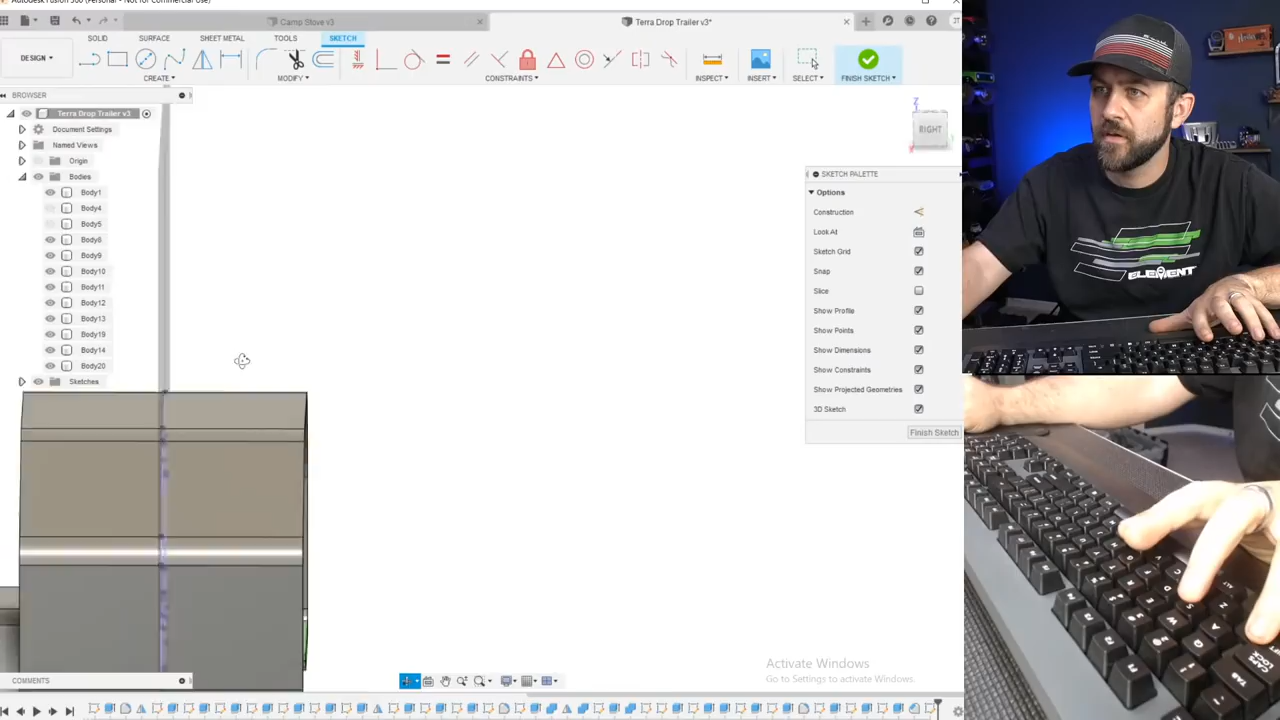 Autodesk Fusion 360 (Personal - Not for Commercial Use)
Camp Stove v3
Terra Drop Trailer v3*
SOLID SURFACE SHEET METAL TOOLS SKETCH
DESIGN
CREATE MODIFY CONSTRAINTS INSPECT INSERT SELECT FINISH SKETCH
BROWSER
Terra Drop Trailer v3
Document Settings
Named Views
Origin
Bodies
Body1
Body4
Body5
Body6
Body9
Body10
Body11
Body12
Body13
Body19
Body14
Body20
Sketches
Z
RIGHT
SKETCH PALETTE
Options
Construction
Look At
Sketch Grid
Snap
Slice
Show Profile
Show Points
Show Dimensions
Show Constraints
Show Projected Geometries
3D Sketch
Finish Sketch
Activate Windows
Go to Settings to activate Windows.
COMMENTS
ELEMENT